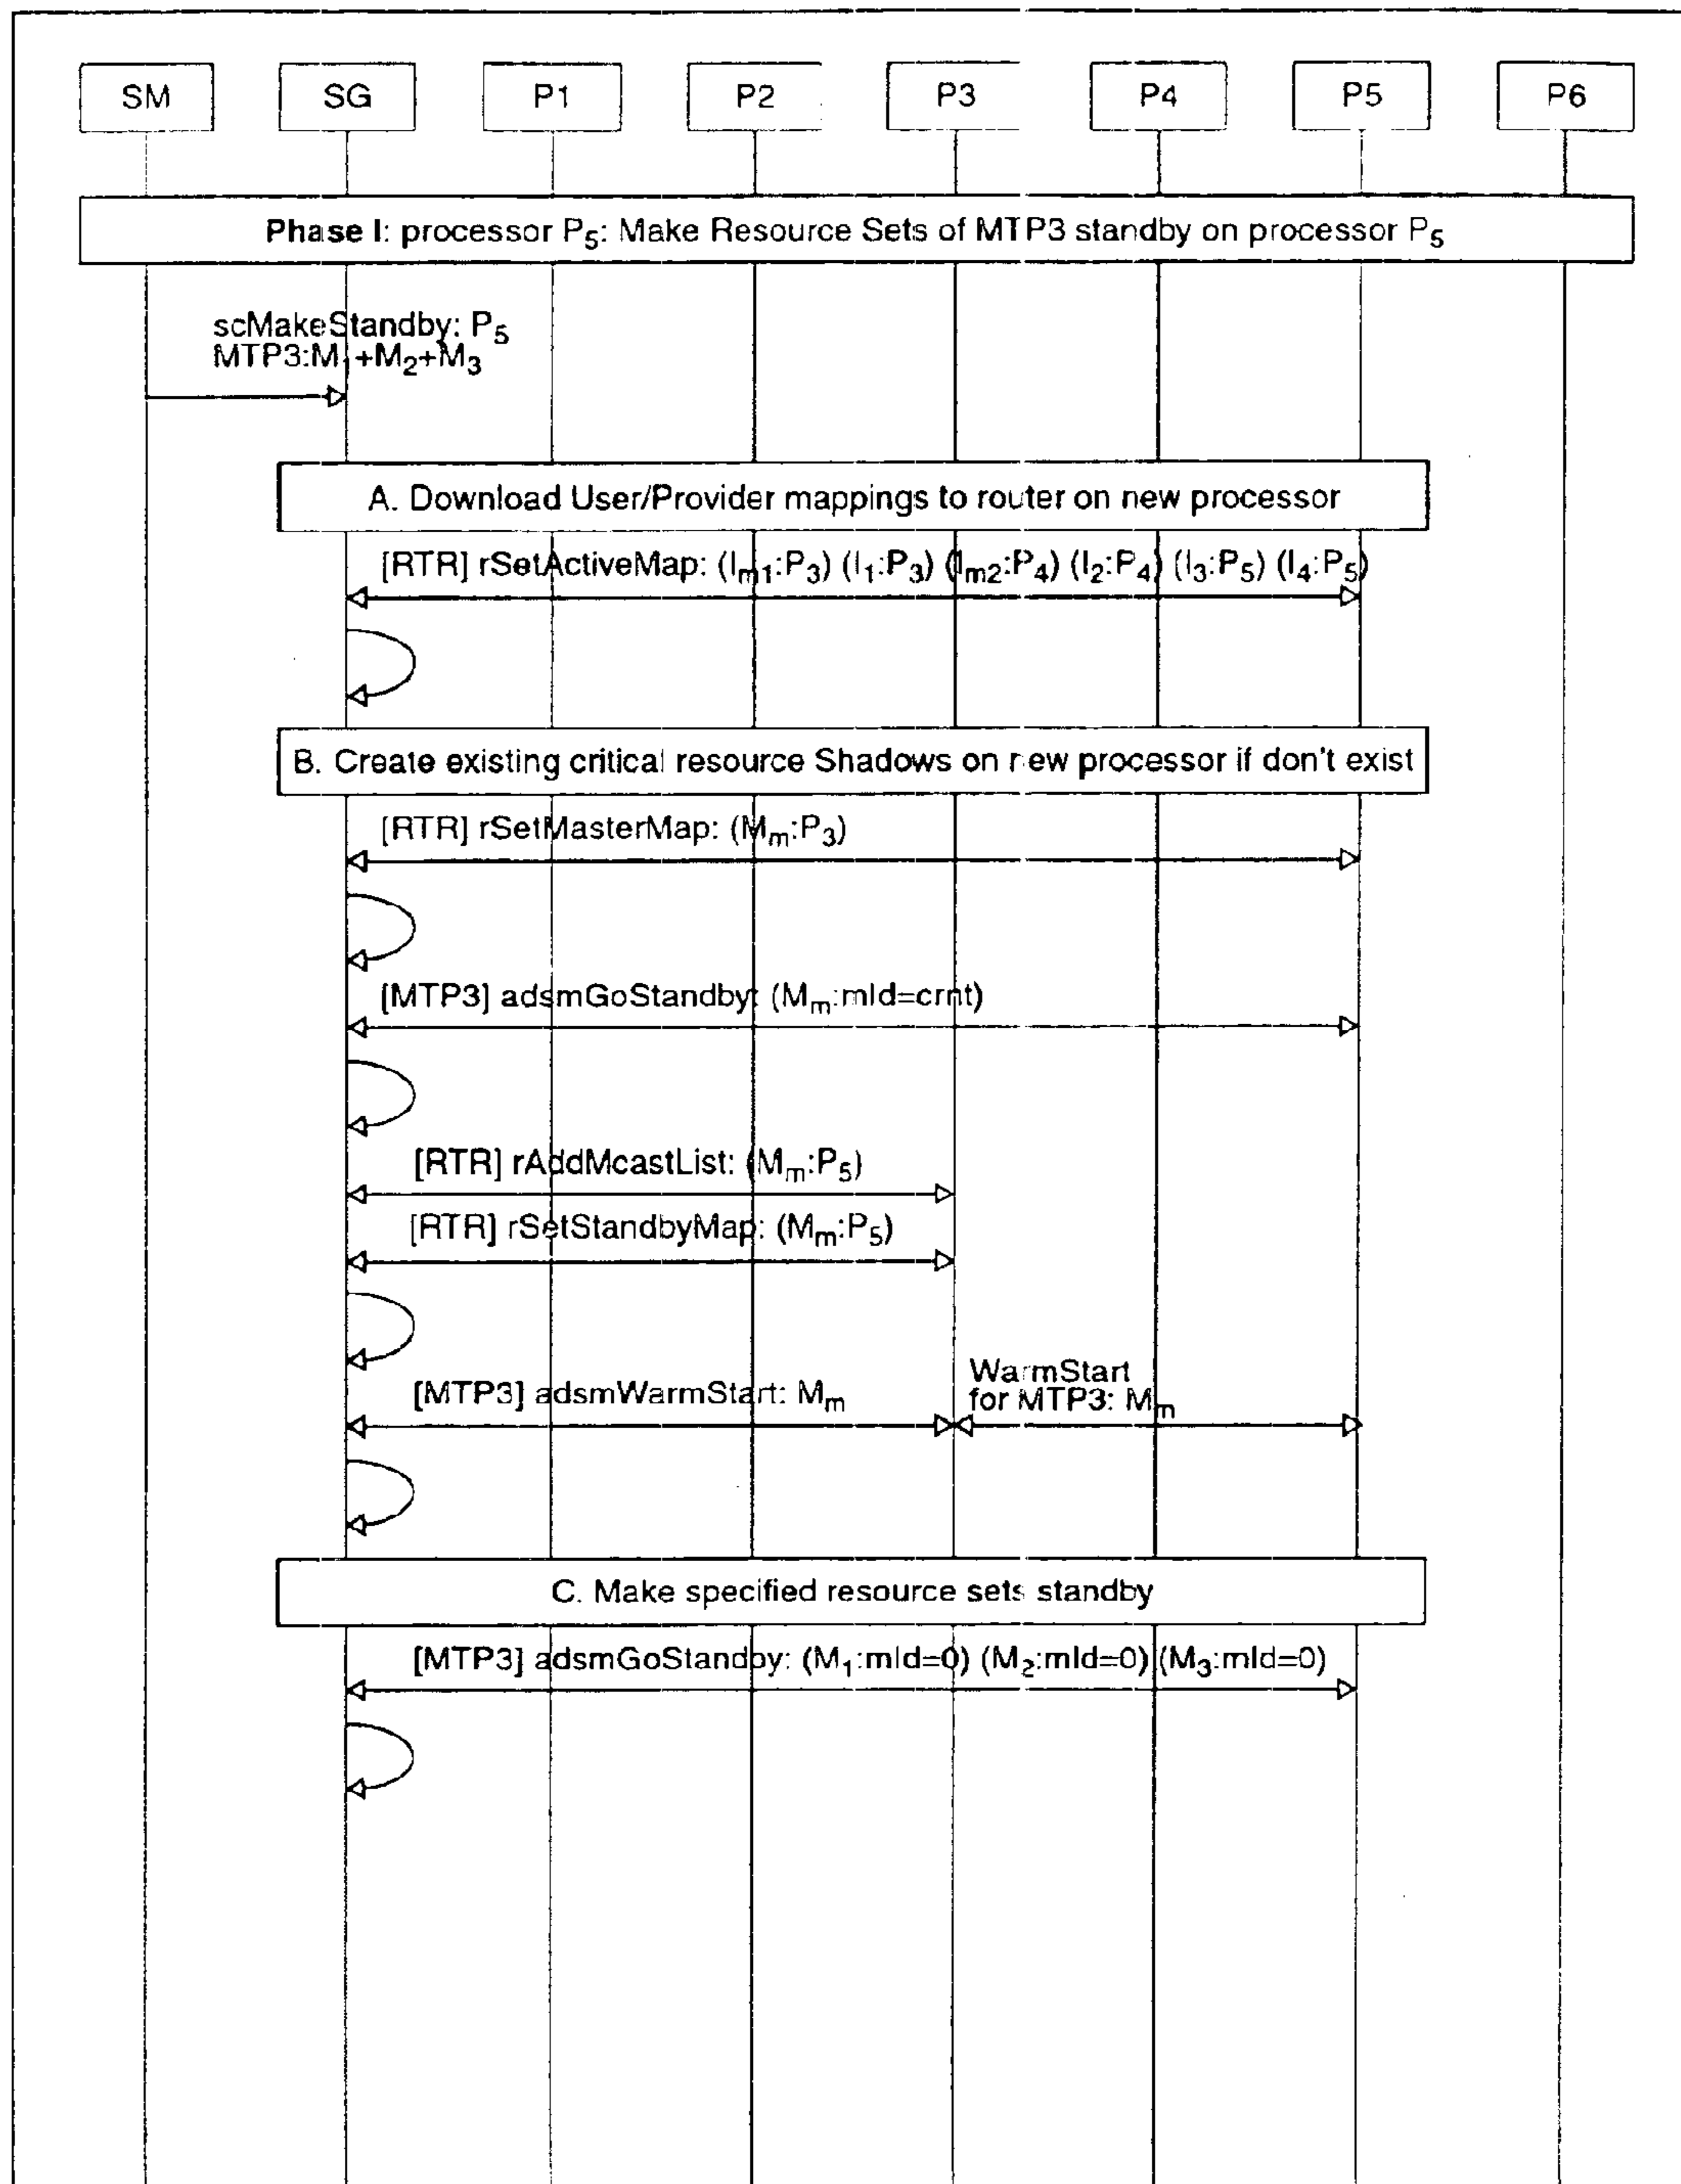 SM SG P1 P2 P3 P4 P5 P6
Phase I: processor P5: Make Resource Sets of MTP3 standby on processor P5
scMakeStandby: P5
MTP3:M1+M2+M3
A. Download User/Provider mappings to router on new processor
[RTR] rSetActiveMap: (Im1:P3) (I1:P3) (Im2:P4) (I2:P4) (I3:P5) (I4:P5)
B. Create existing critical resource Shadows on new processor if don't exist
[RTR] rSetMasterMap: (Mm:P3)
[MTP3] adsmGoStandby: (Mm:mId=crnt)
[RTR] rAddMcastList: (Mm:P5)
[RTR] rSetStandbyMap: (Mm:P5)
[MTP3] adsmWarmStart: Mm
WarmStart
for MTP3: Mm
C. Make specified resource sets standby
[MTP3] adsmGoStandby: (M1:mId=0) (M2:mId=0) (M3:mId=0)